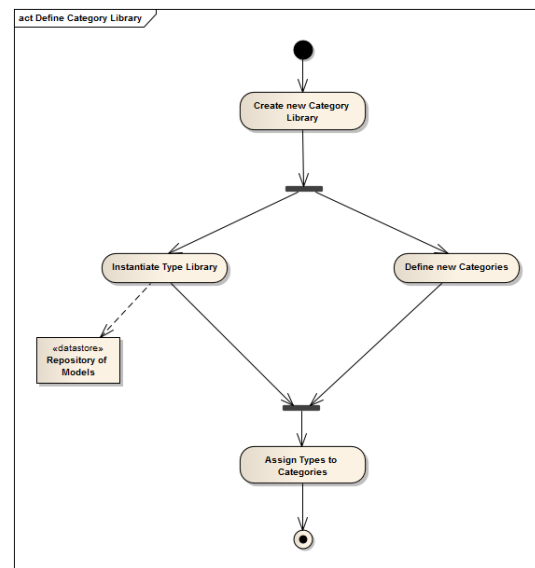 act Define Category Library
Create new Category
Library
Instantiate Type Library
Define new Categories
«datastore»
Repository of
Models
Assign Types to
Categories